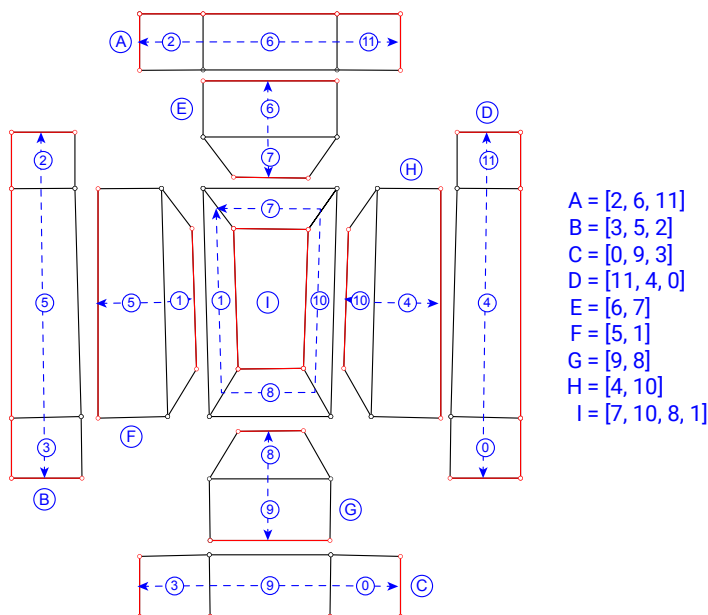 A 2 6 11
E 6 7
D 11
2
H
7
5 5 1 1 I 10 10 4 4
F 8
3 8 0
B 9 G
3 9 0 C
A = [2, 6, 11]
B = [3, 5, 2]
C = [0, 9, 3]
D = [11, 4, 0]
E = [6, 7]
F = [5, 1]
G = [9, 8]
H = [4, 10]
I = [7, 10, 8, 1]